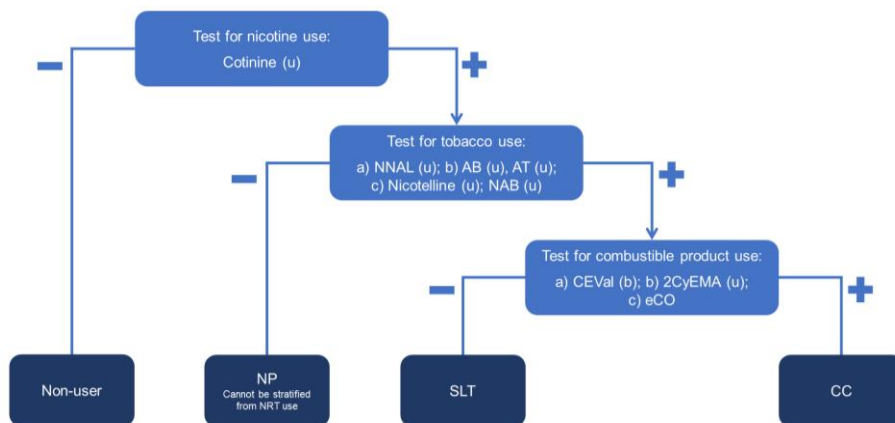 Test for nicotine use:
Cotinine (u)
Test for tobacco use:
a) NNAL (u); b) AB (u), AT (u);
c) Nicotelline (u); NAB (u)
Test for combustible product use:
a) CEVal (b); b) 2CyEMA (u);
c) eCO
Non-user
NP
Cannot be stratified
from NRT use
SLT
CC